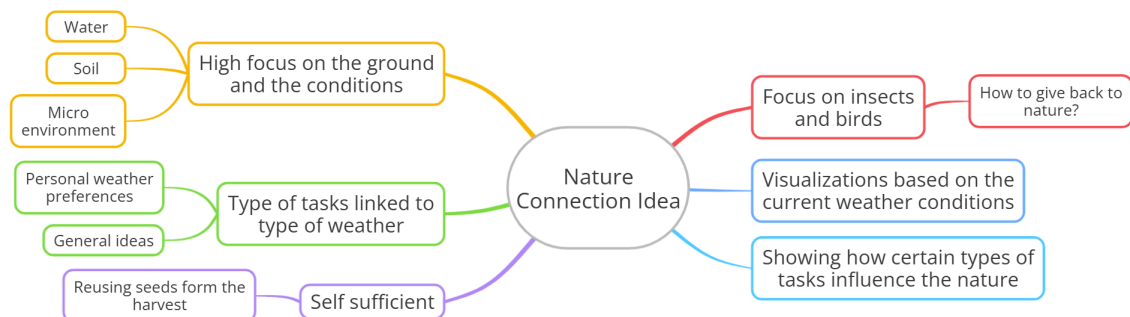 Nature
Connection Idea
High focus on the ground
and the conditions
Water
Soil
Micro
environment
Type of tasks linked to
type of weather
Personal weather
preferences
General ideas
Self sufficient
Reusing seeds form the
harvest
Focus on insects
and birds
How to give back to
nature?
Visualizations based on the
current weather conditions
Showing how certain types of
tasks influence the nature